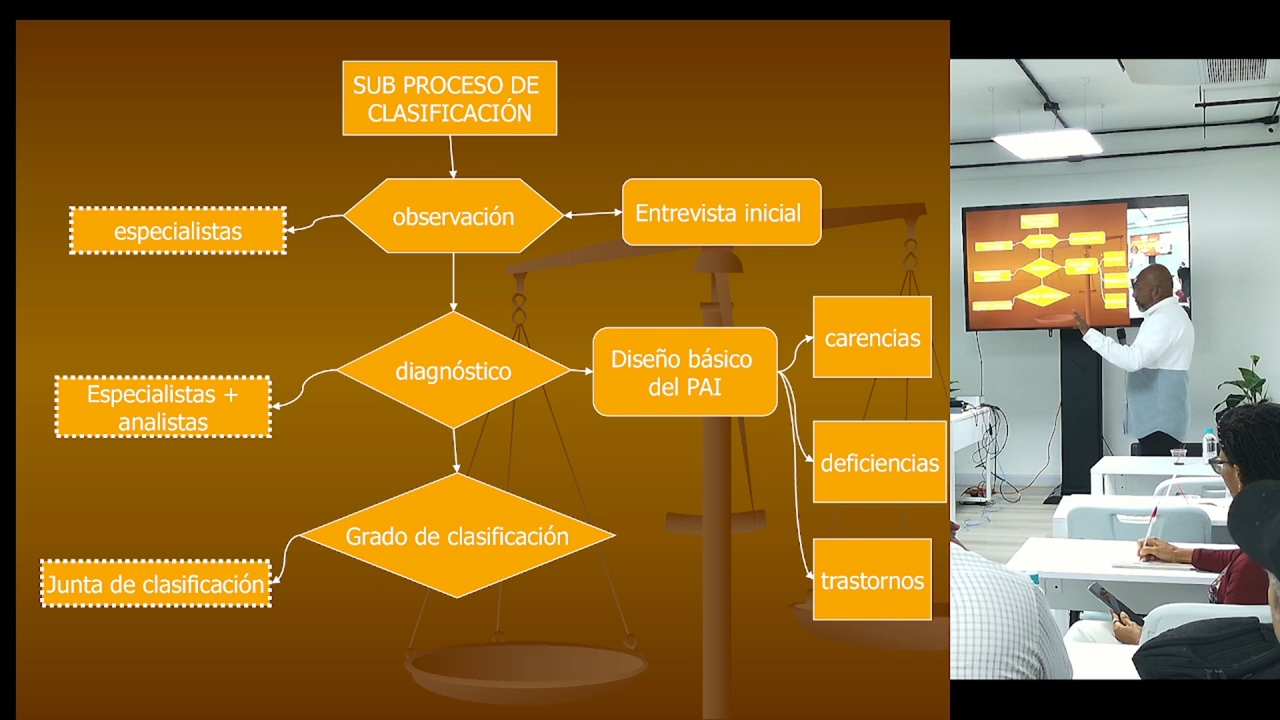 SUB PROCESO DE
CLASIFICACIÓN
observación
Entrevista inicial
especialistas
diagnóstico
Diseño básico
del PAI
carencias
Especialistas +
analistas
deficiencias
Grado de clasificación
Junta de clasificación
trastornos